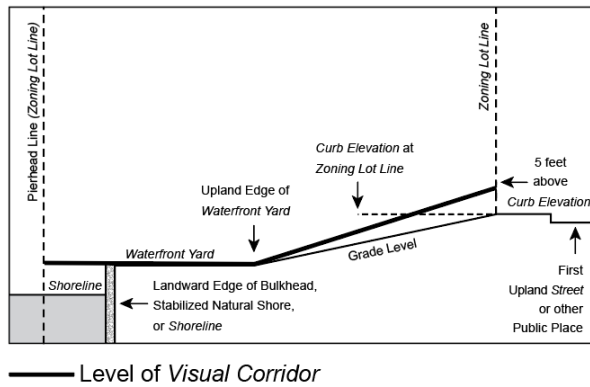 Pierhead Line (Zoning Lot Line)
Zoning Lot Line
Curb Elevation at
Zoning Lot Line
5 feet
above
Curb Elevation
Upland Edge of
Waterfront Yard
Waterfront Yard
Grade Level
Shoreline
Landward Edge of Bulkhead,
Stabilized Natural Shore,
or Shoreline
First
Upland Street
or other
Public Place
Level of Visual Corridor